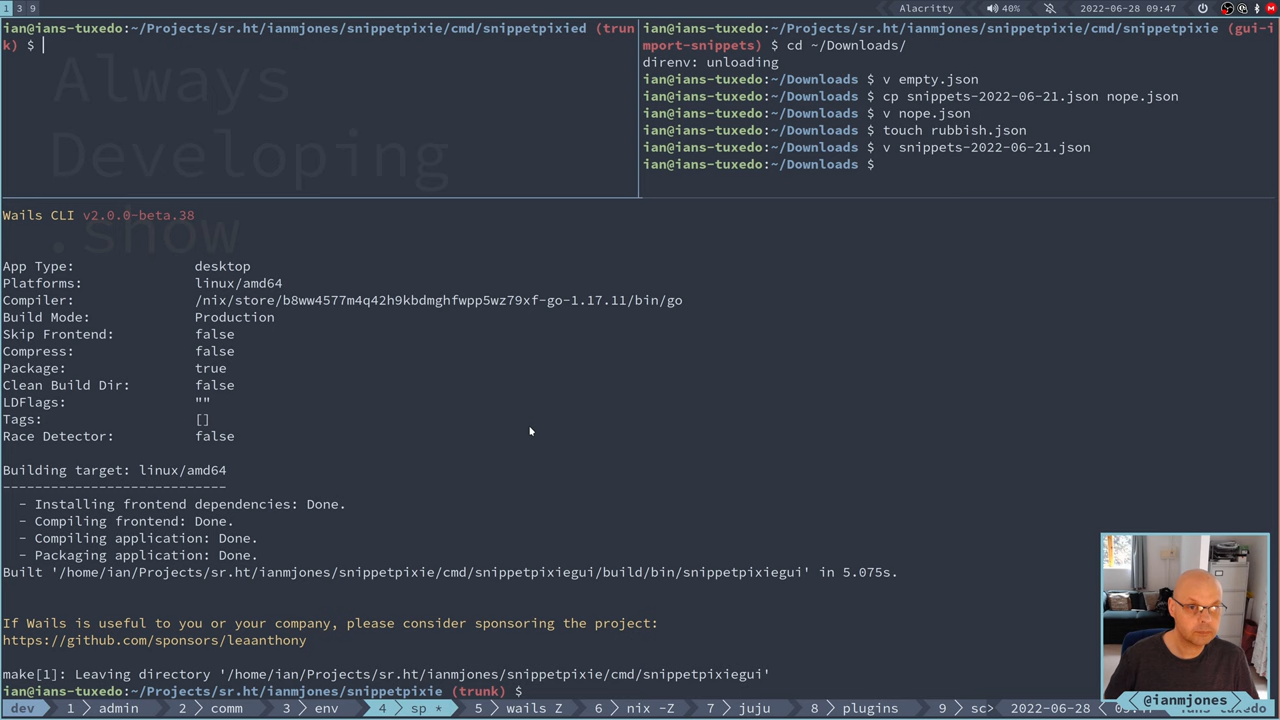 1 3 9 Alacritty 40% 2022-06-28 09:47
ian@ians-tuxedo:~/Projects/sr.ht/ianmjones/snippetpixie/cmd/snippetpixied (trun
k) $
Always
Developing
.show
ian@ians-tuxedo:~/Projects/sr.ht/ianmjones/snippetpixie/cmd/snippetpixie (gui-i
mport-snippets) $ cd ~/Downloads/
direnv: unloading
ian@ians-tuxedo:~/Downloads $ v empty.json
ian@ians-tuxedo:~/Downloads $ cp snippets-2022-06-21.json nope.json
ian@ians-tuxedo:~/Downloads $ v nope.json
ian@ians-tuxedo:~/Downloads $ touch rubbish.json
ian@ians-tuxedo:~/Downloads $ v snippets-2022-06-21.json
ian@ians-tuxedo:~/Downloads $
Wails CLI v2.0.0-beta.38
App Type: desktop
Platforms: linux/amd64
Compiler: /nix/store/b8ww4577m4q42h9kbdmghfwpp5wz79xf-go-1.17.11/bin/go
Build Mode: Production
Skip Frontend: false
Compress: false
Package: true
Clean Build Dir: false
LDFlags: ""
Tags: []
Race Detector: false
Building target: linux/amd64
----------------------------
- Installing frontend dependencies: Done.
- Compiling frontend: Done.
- Compiling application: Done.
- Packaging application: Done.
Built '/home/ian/Projects/sr.ht/ianmjones/snippetpixie/cmd/snippetpixiegui/build/bin/snippetpixiegui' in 5.075s.
If Wails is useful to you or your company, please consider sponsoring the project:
https://github.com/sponsors/leaanthony
make[1]: Leaving directory '/home/ian/Projects/sr.ht/ianmjones/snippetpixie/cmd/snippetpixiegui'
ian@ians-tuxedo:~/Projects/sr.ht/ianmjones/snippetpixie (trunk) $
@ianmjones
dev 1 admin 2 comm 3 env 4 sp * 5 wails Z 6 nix -Z 7 juju 8 plugins 9 sc> 2022-06-28